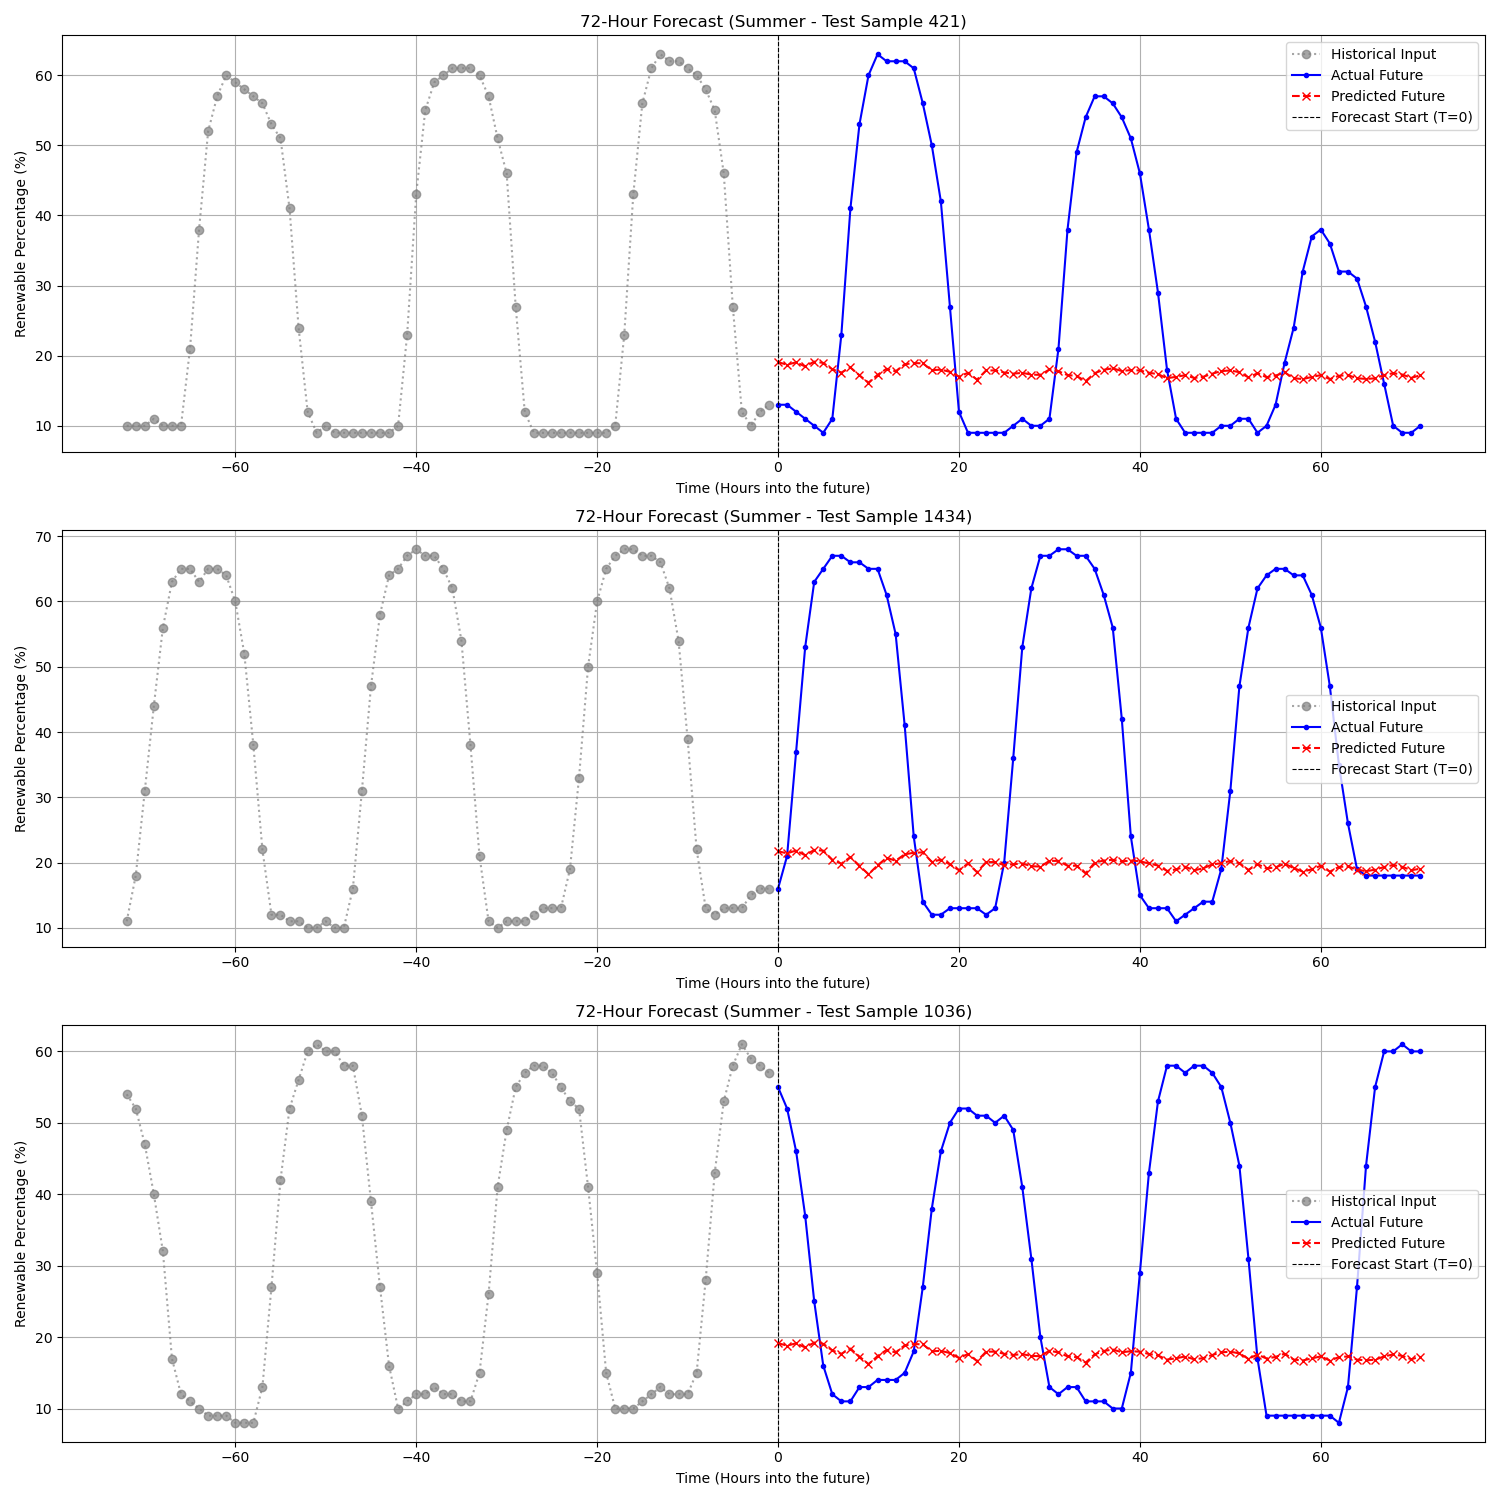 72-Hour Forecast (Summer - Test Sample 421)
Renewable Percentage (%)
60
50
40
30
20
10
Historical Input
Actual Future
Predicted Future
Forecast Start (T=0)
−60 −40 −20 0 20 40 60
Time (Hours into the future)
72-Hour Forecast (Summer - Test Sample 1434)
Renewable Percentage (%)
70
60
50
40
30
20
10
Historical Input
Actual Future
Predicted Future
Forecast Start (T=0)
−60 −40 −20 0 20 40 60
Time (Hours into the future)
72-Hour Forecast (Summer - Test Sample 1036)
Renewable Percentage (%)
60
50
40
30
20
10
Historical Input
Actual Future
Predicted Future
Forecast Start (T=0)
−60 −40 −20 0 20 40 60
Time (Hours into the future)